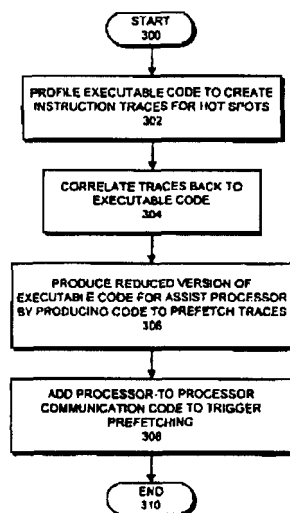 START
300
PROFILE EXECUTABLE CODE TO CREATE
INSTRUCTION TRACES FOR HOT SPOTS
302
CORRELATE TRACES BACK TO
EXECUTABLE CODE
304
PRODUCE REDUCED VERSION OF
EXECUTABLE CODE FOR ASSIST PROCESSOR
BY PRODUCING CODE TO PREFETCH TRACES
306
ADD PROCESSOR-TO PROCESSOR
COMMUNICATION CODE TO TRIGGER
PREFETCHING
308
END
310